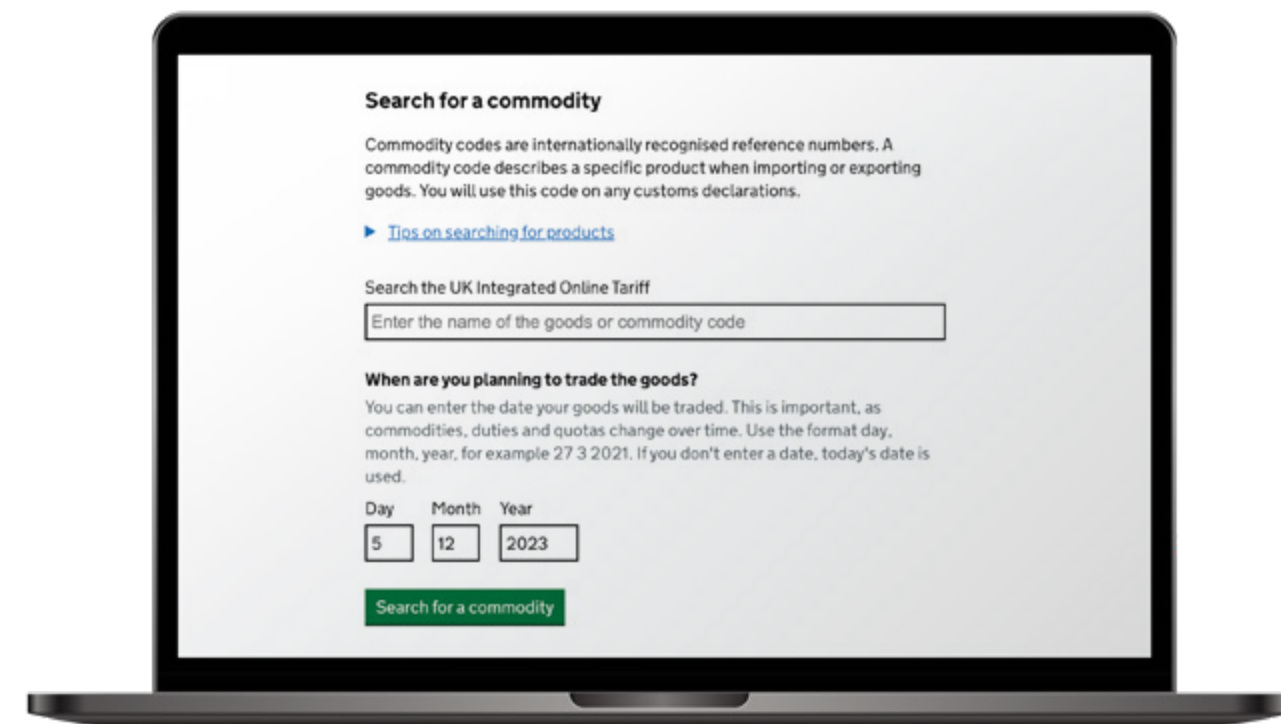 Search for a commodity
Commodity codes are internationally recognised reference numbers. A
commodity code describes a specific product when importing or exporting
goods. You will use this code on any customs declarations.
Tips on searching for products
Search the UK Integrated Online Tariff
Enter the name of the goods or commodity code
When are you planning to trade the goods?
You can enter the date your goods will be traded. This is important, as
commodities, duties and quotas change over time. Use the format day,
month, year, for example 27 3 2021. If you don't enter a date, today's date is
used.
Day Month Year
5 12 2023
Search for a commodity